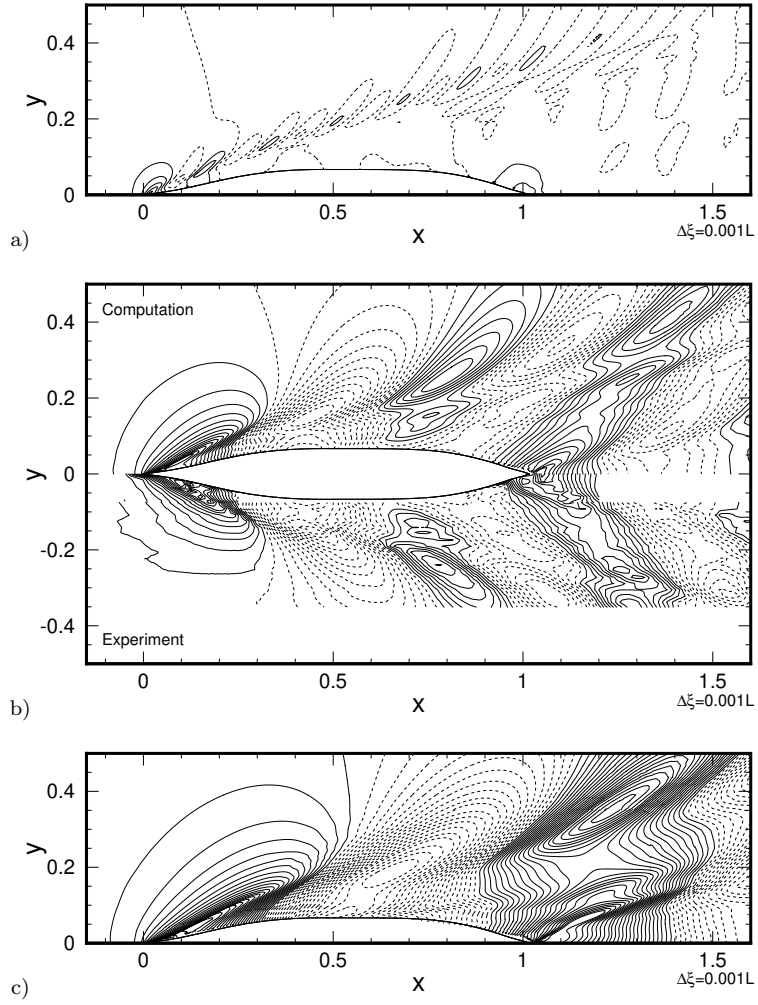 0.4
y
0.2
0
0 0.5 1 1.5
a)
x
Δξ=0.001L
0.4
Computation
0.2
y
0
-0.2
-0.4
Experiment
0 0.5 1 1.5
b)
x
Δξ=0.001L
0.4
y
0.2
0
0 0.5 1 1.5
c)
x
Δξ=0.001L